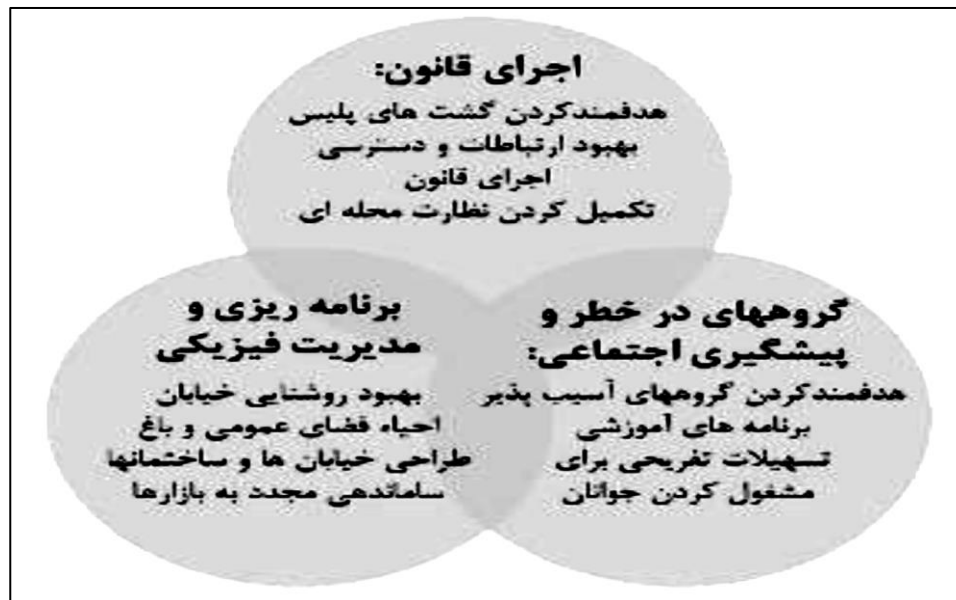 اجرای قانون:
هدفمندکردن گشت های پلیس
بهبود ارتباطات و دسترسی
اجرای قانون
تکمیل کردن نظارت محله ای
گروههای در خطر و
پیشگیری اجتماعی:
هدفمندکردن گروههای آسیب پذیر
برنامه های آموزشی
تسهیلات تفریحی برای
مشغول کردن جوانان
برنامه ریزی و
مدیریت فیزیکی
بهبود روشنایی خیابان
احیاء فضای عمومی و باغ
طراحی خیابان ها و ساختمانها
ساماندهی مجدد به بازارها